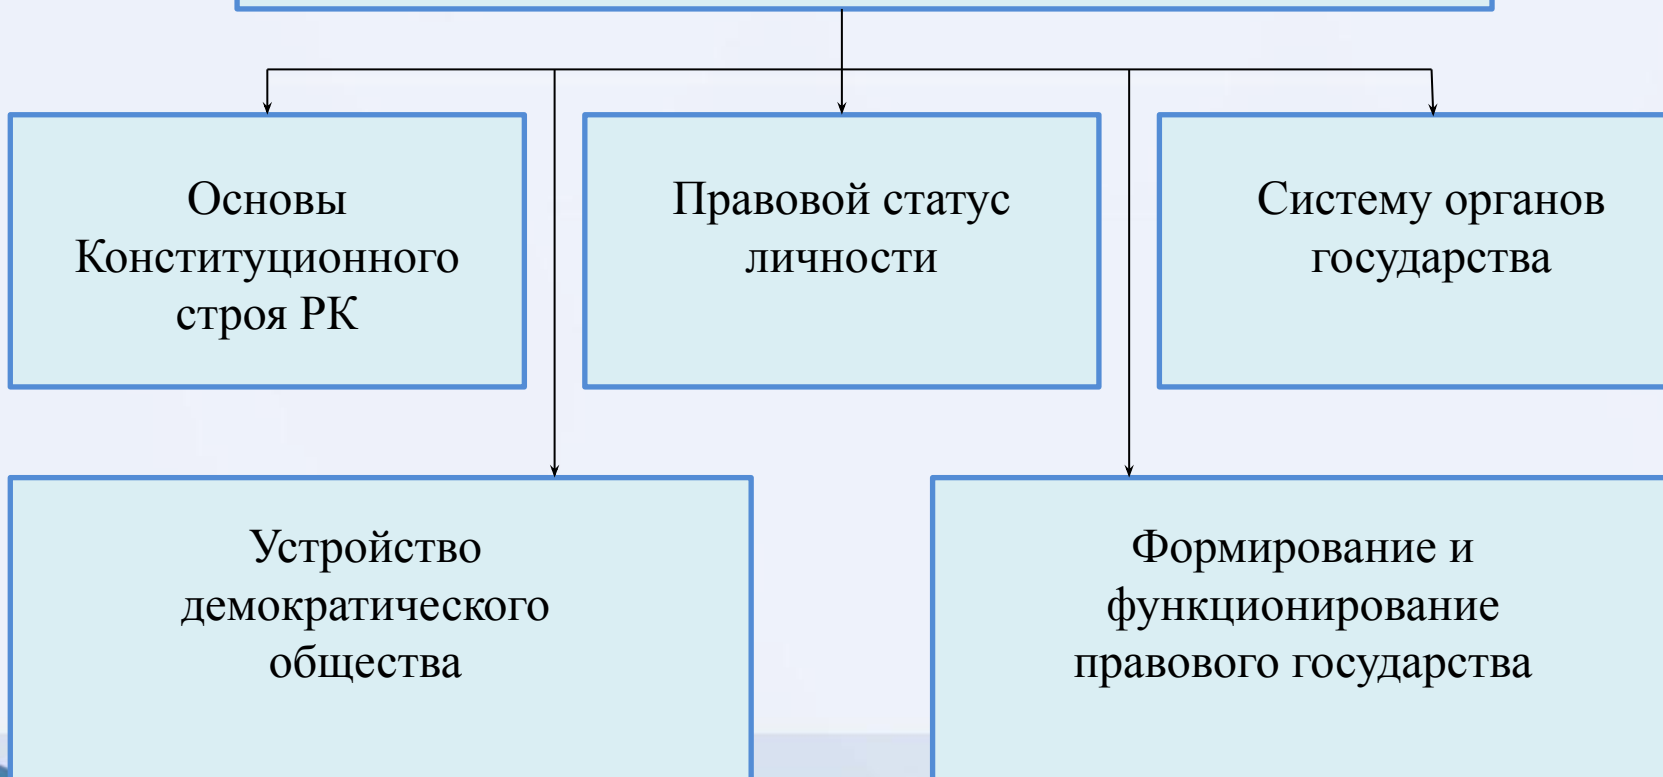 Основы
Конституционного
строя РК
Правовой статус
личности
Систему органов
государства
Устройство
демократического
общества
Формирование и
функционирование
правового государства